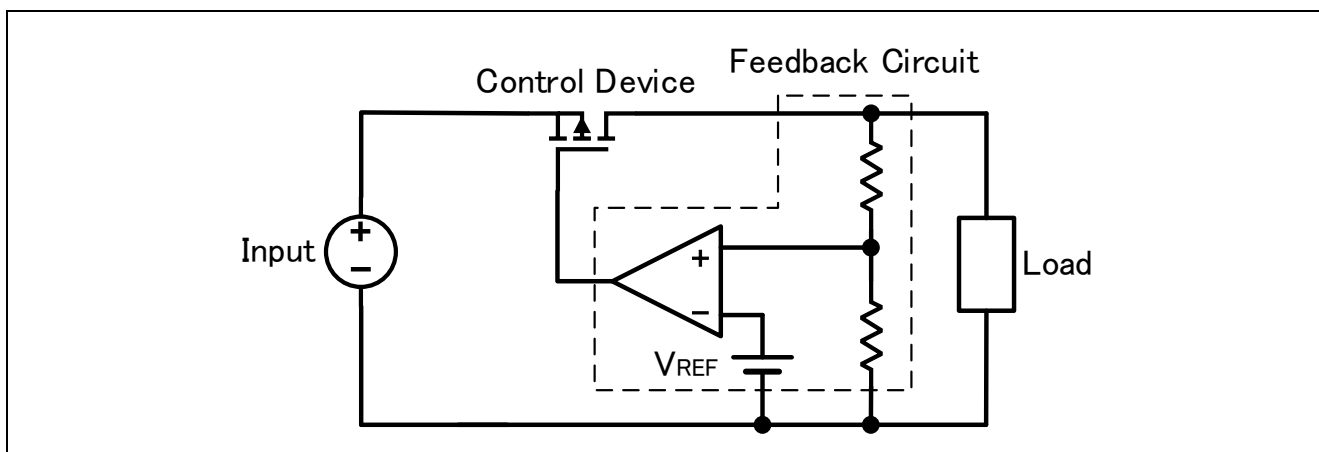 Feedback Circuit
Control Device
+
−
Input
+
−
Load
VREF